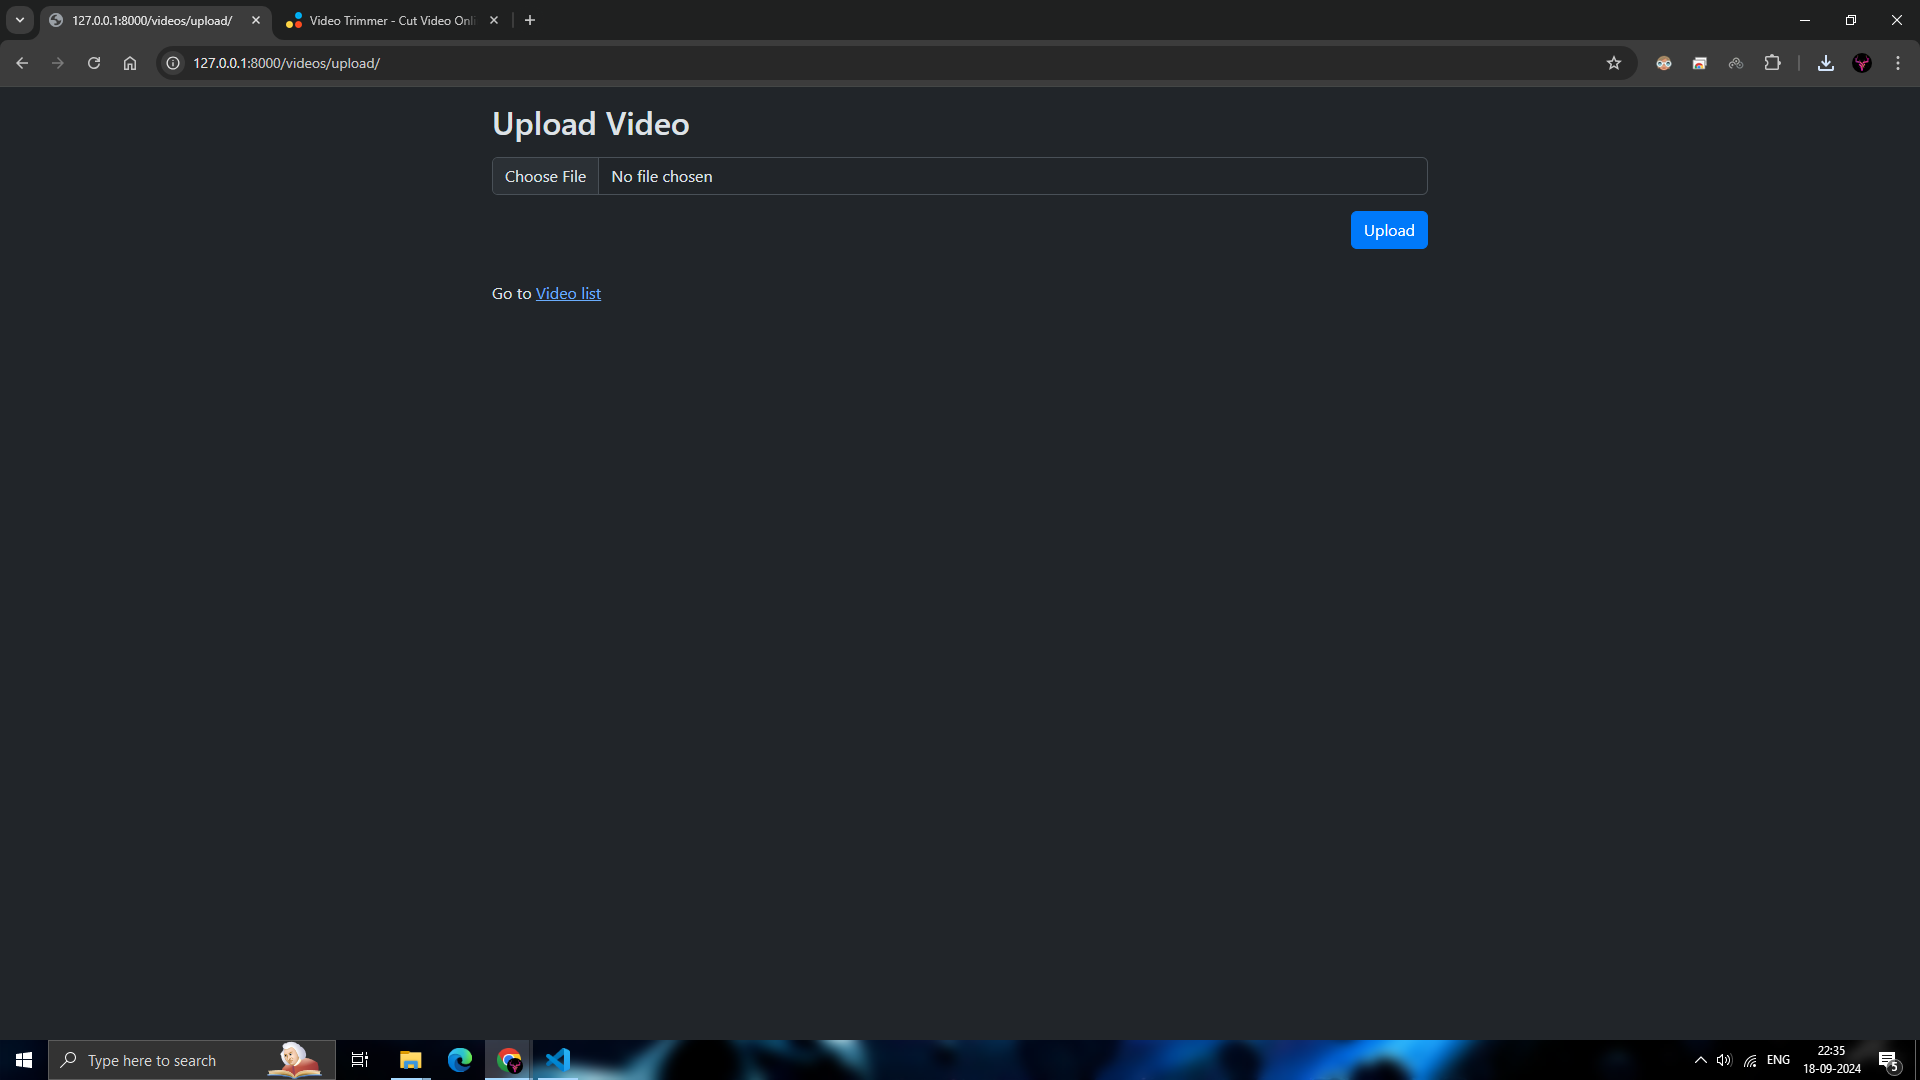 127.0.0.1:8000/videos/upload/
Video Trimmer - Cut Video Onli
127.0.0.1:8000/videos/upload/
Upload Video
Choose File
No file chosen
Upload
Go to Video list
Type here to search
ENG
22:35
18-09-2024
5